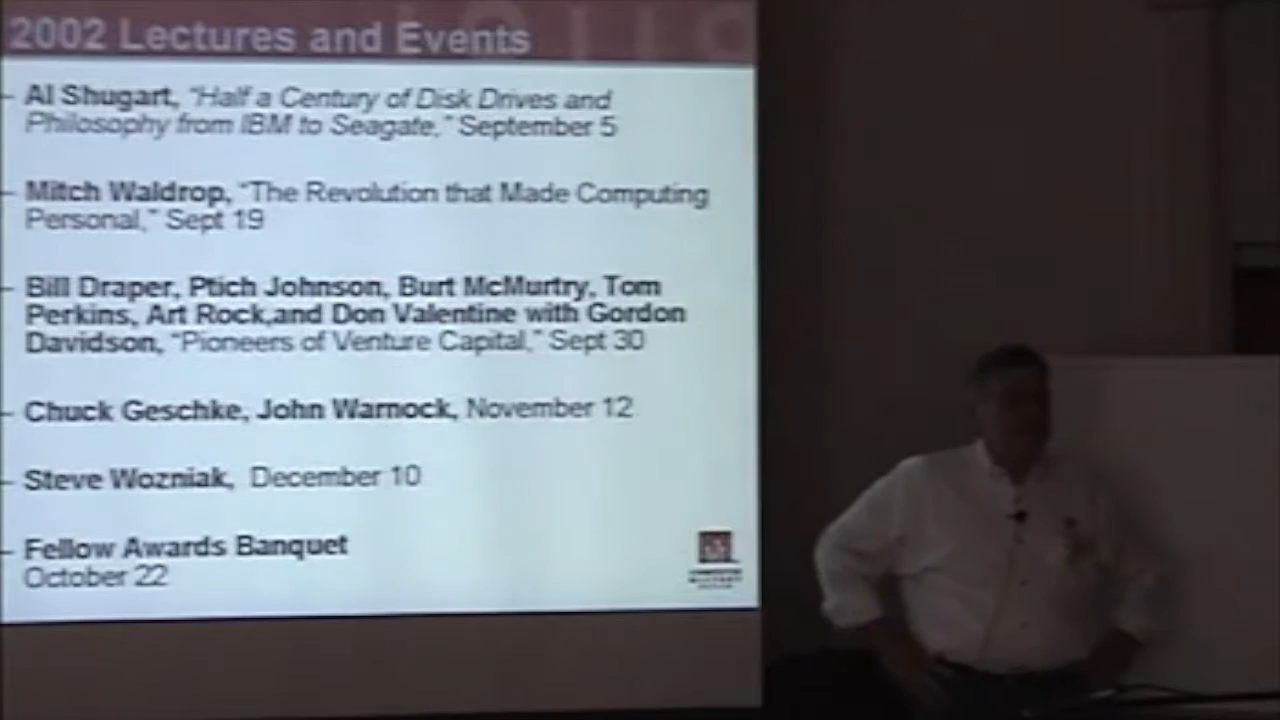 2002 Lectures and Events
Al Shugart, "Half a Century of Disk Drives and
Philosophy from IBM to Seagate," September 5
Mitch Waldrop, "The Revolution that Made Computing
Personal," Sept 19
Bill Draper, Ptich Johnson, Burt McMurtry, Tom
Perkins, Art Rock,and Don Valentine with Gordon
Davidson, "Pioneers of Venture Capital," Sept 30
Chuck Geschke, John Warnock, November 12
Steve Wozniak, December 10
Fellow Awards Banquet
October 22